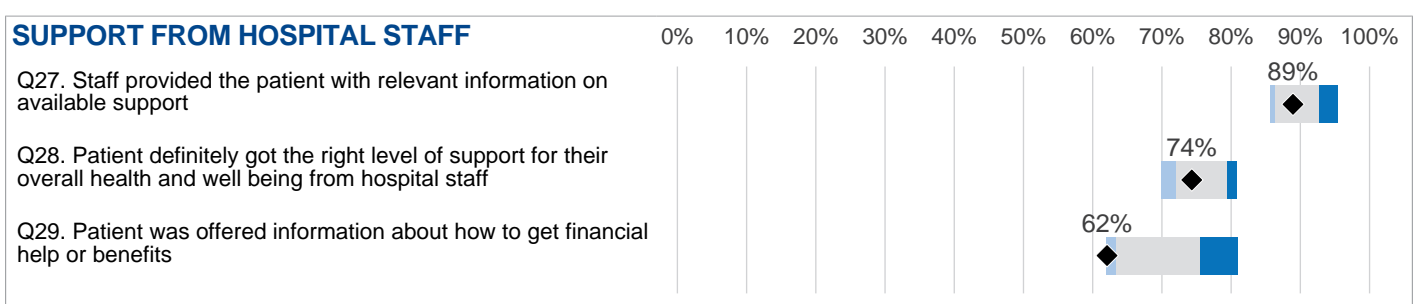 SUPPORT FROM HOSPITAL STAFF 0% 10% 20% 30% 40% 50% 60% 70% 80% 90% 100%
Q27. Staff provided the patient with relevant information on
available support
89%
Q28. Patient definitely got the right level of support for their
overall health and well being from hospital staff
74%
Q29. Patient was offered information about how to get financial
help or benefits
62%